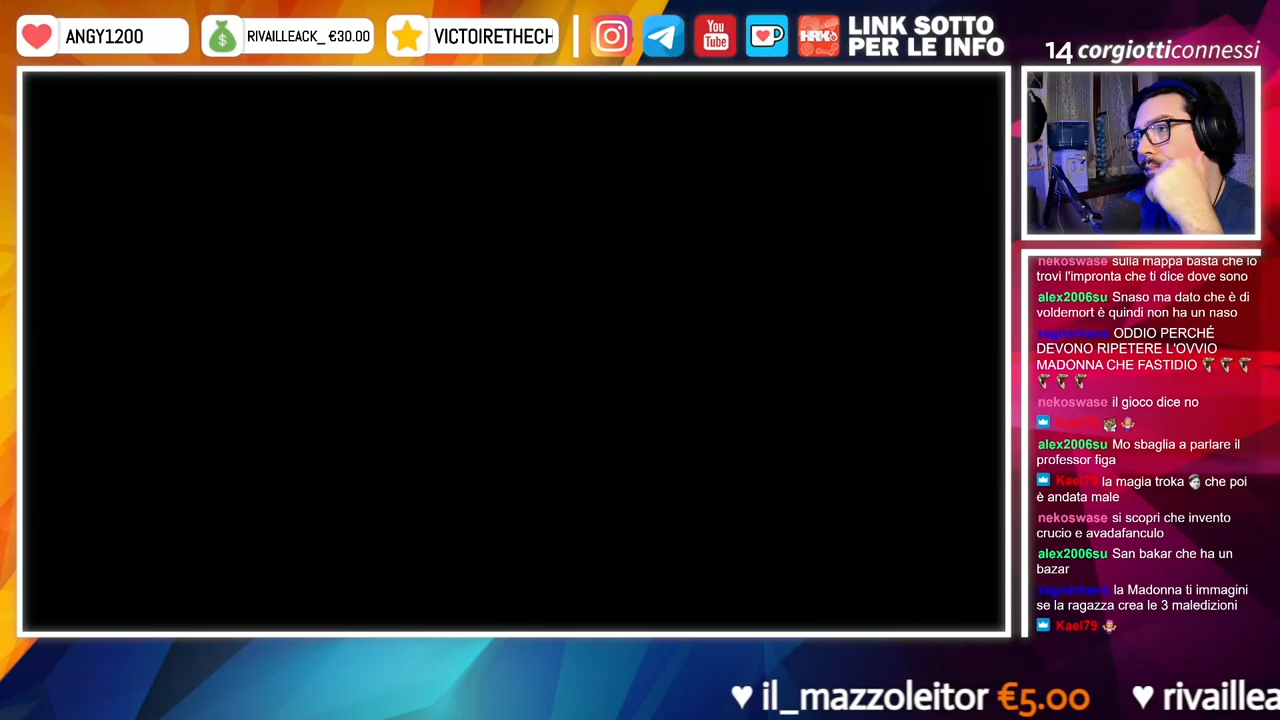 ANGY1200
RIVAILLEACK_ €30.00
VICTOIRETHECH
You
Tube
HRK
LINK SOTTO
PER LE INFO
14 corgiotticonnessi
nekoswase sulla mappa basta che lo
trovi l'impronta che ti dice dove sono
alex2006su Snaso ma dato che è di
voldemort è quindi non ha un naso
ODDIO PERCHÉ
DEVONO RIPETERE L'OVVIO
MADONNA CHE FASTIDIO
nekoswase il gioco dice no
Kael79
alex2006su Mo sbaglia a parlare il
professor figa
Kael79 la magia troka che poi
è andata male
nekoswase si scopri che invento
crucio e avadafanculo
alex2006su San bakar che ha un
bazar
la Madonna ti immagini
se la ragazza crea le 3 maledizioni
Kael79
♥ il_mazzoleitor €5.00 ♥ rivaillea